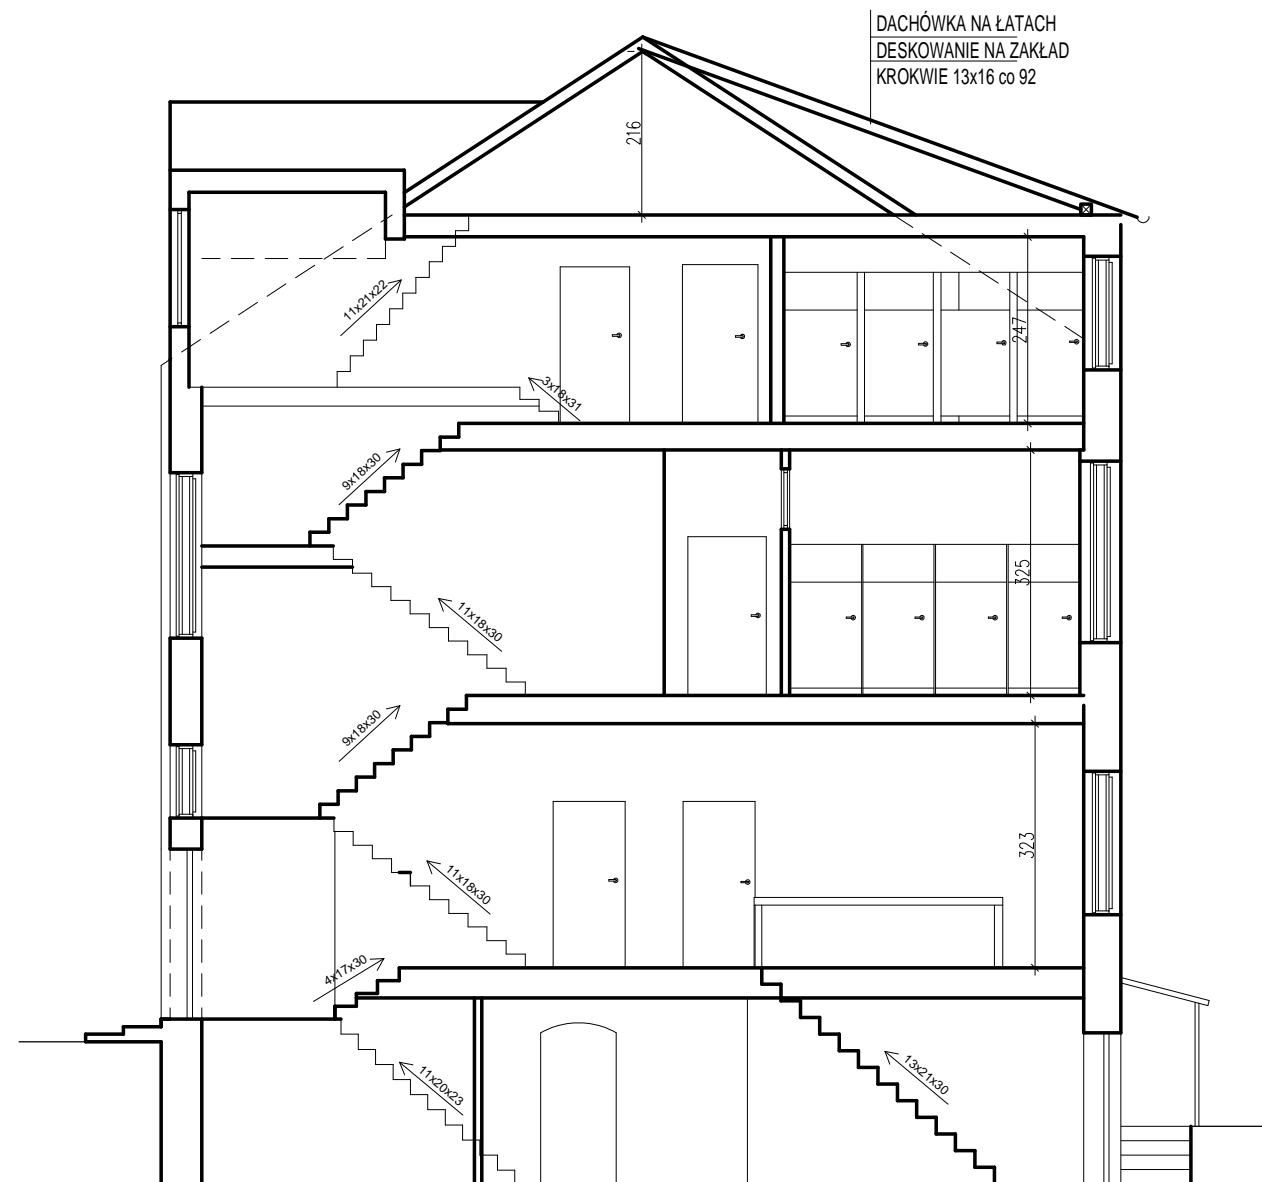 DACHÓWKA NA ŁATACH
DESKOWANIE NA ZAKŁAD
KROKWIE 13x16 co 92
216
11x21x22
247
3x18x31
9x18x30
325
11x18x30
9x18x30
323
11x18x30
4x17x30
11x20x23
13x21x30